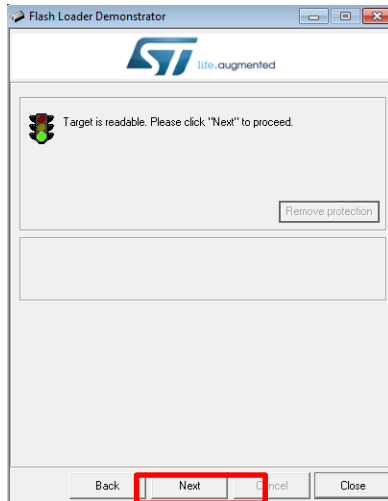 Flash Loader Demonstrator
ST life.augmented
Target is readable. Please click "Next" to proceed.
Remove protection
Back Next Cancel Close